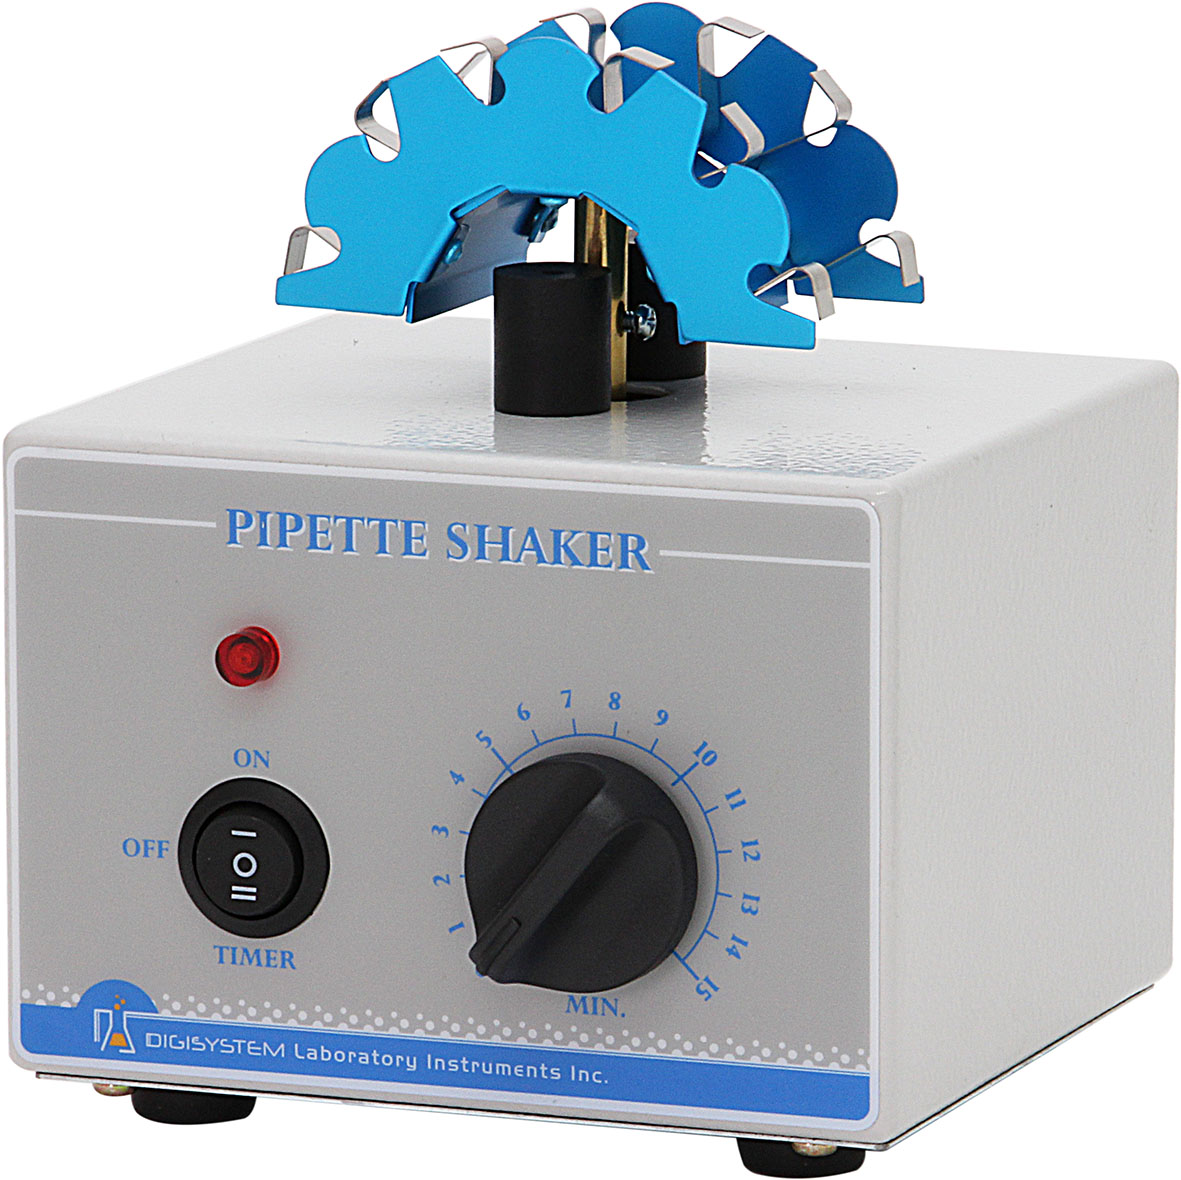 PIPETTE SHAKER
ON
OFF
I
O
II
TIMER
1
2
3
4
5
6
7
8
9
10
11
12
13
14
15
MIN.
DIGISYSTEM Laboratory Instruments Inc.